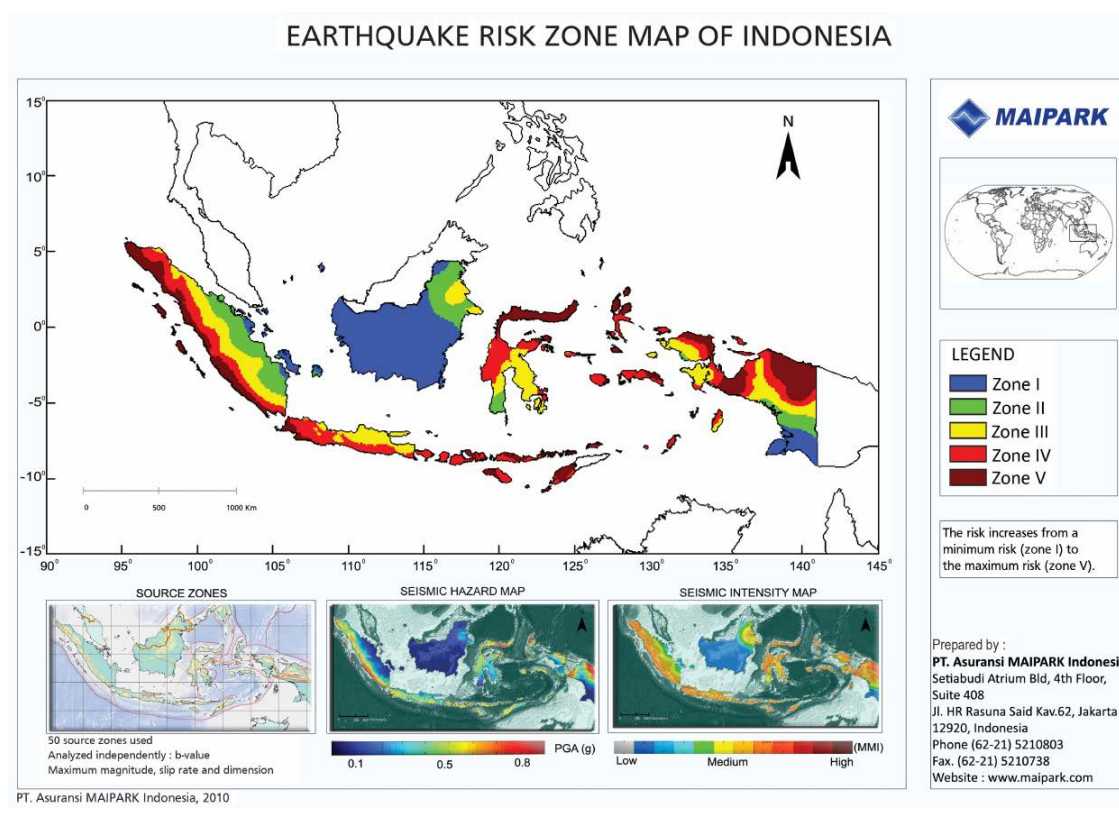 EARTHQUAKE RISK ZONE MAP OF INDONESIA
15°
10°
5°
0°
-5°
-10°
-15°
90°
95°
100°
105°
110°
115°
120°
125°
130°
135°
140°
145°
N
0 500 1000 Km
MAIPARK
LEGEND
Zone I
Zone II
Zone III
Zone IV
Zone V
The risk increases from a
minimum risk (zone I) to
the maximum risk (zone V).
SOURCE ZONES
50 source zones used
Analyzed independently : b-value
Maximum magnitude, slip rate and dimension
SEISMIC HAZARD MAP
0.1 0.5 0.8
PGA (g)
SEISMIC INTENSITY MAP
(MMI)
Low Medium High
Prepared by :
PT. Asuransi MAIPARK Indonesi
Setiabudi Atrium Bld, 4th Floor,
Suite 408
Jl. HR Rasuna Said Kav.62, Jakarta
12920, Indonesia
Phone (62-21) 5210803
Fax. (62-21) 5210738
Website : www.maipark.com
PT. Asuransi MAIPARK Indonesia, 2010